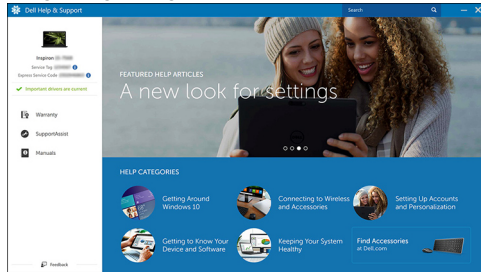 Dell Help & Support
Search
Inspiron
Service Tag
Express Service Code
Important drivers are current
Warranty
SupportAssist
Manuals
Feedback
FEATURED HELP ARTICLES
A new look for settings
HELP CATEGORIES
Getting Around
Windows 10
Connecting to Wireless
and Accessories
Setting Up Accounts
and Personalization
Getting to Know Your
Device and Software
Keeping Your System
Healthy
Find Accessories
at Dell.com